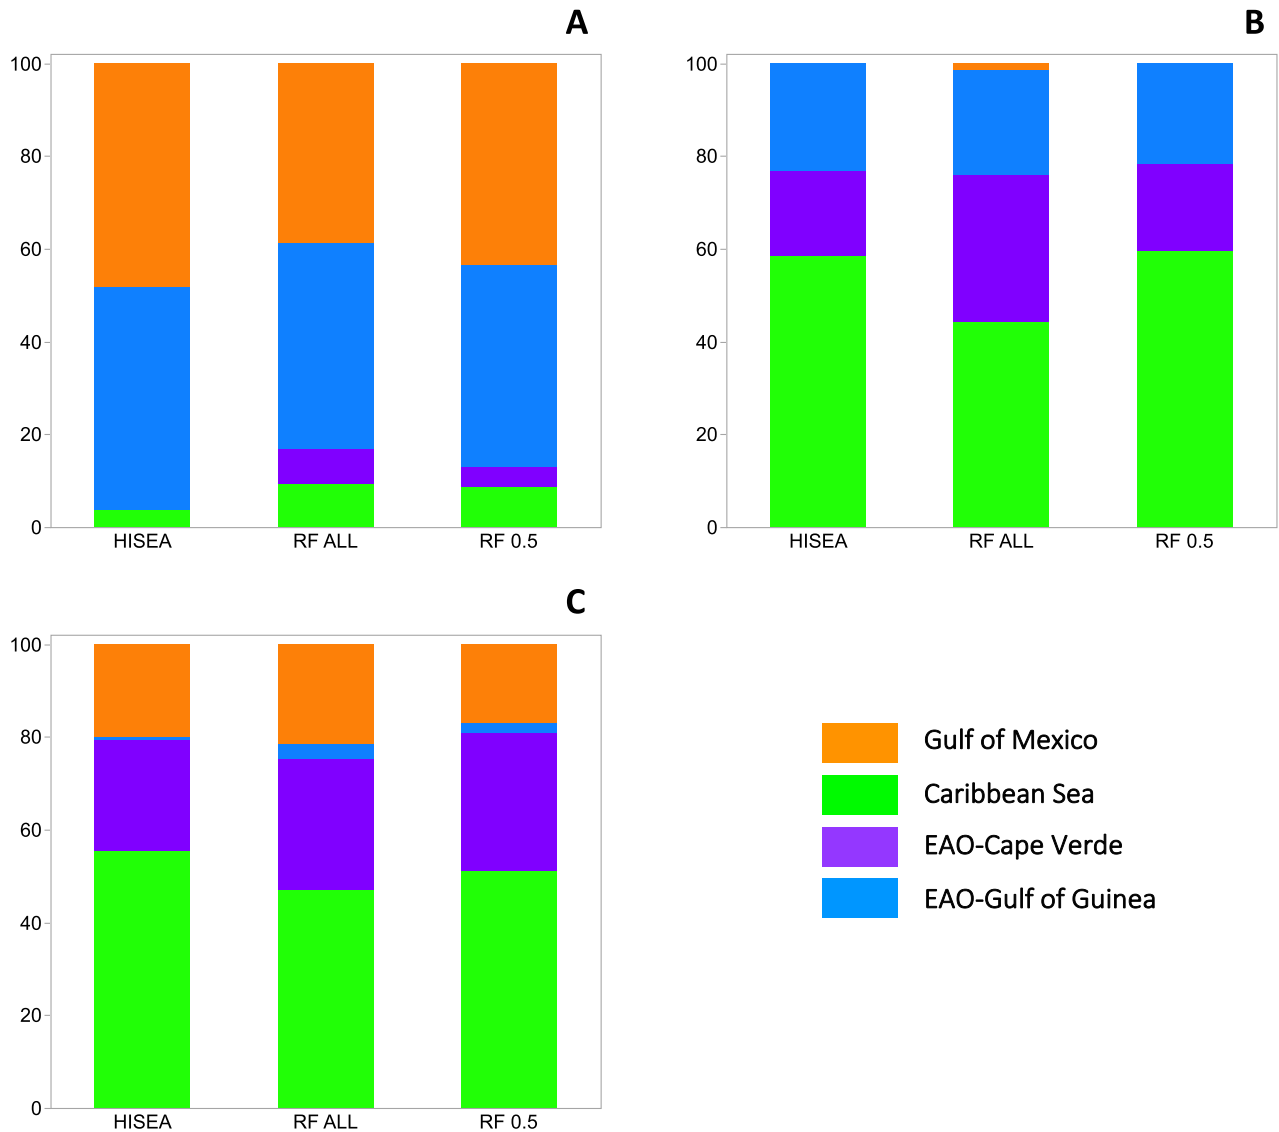 A
100
80
60
40
20
0
HISEA RF ALL RF 0.5
B
100
80
60
40
20
0
HISEA RF ALL RF 0.5
C
100
80
60
40
20
0
HISEA RF ALL RF 0.5
Gulf of Mexico
Caribbean Sea
EAO-Cape Verde
EAO-Gulf of Guinea